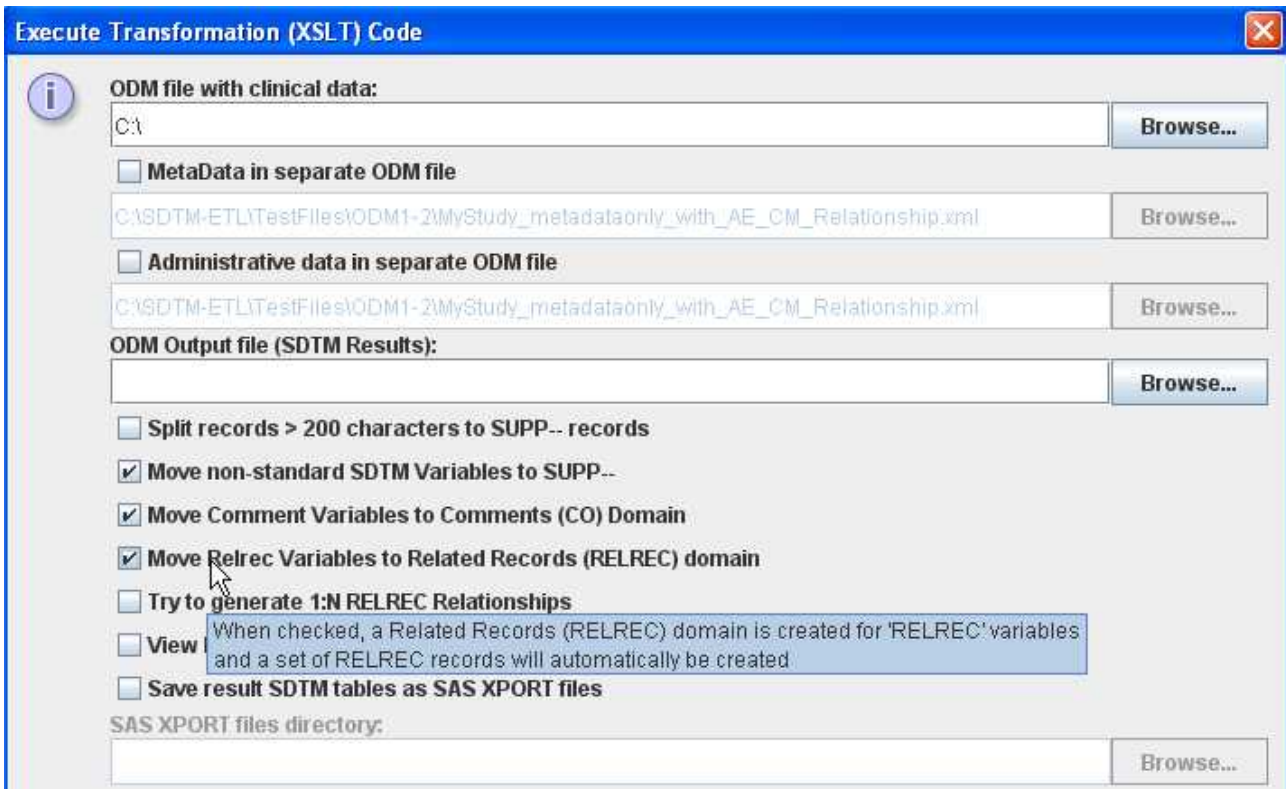 Execute Transformation (XSLT) Code
ODM file with clinical data:
C:\
Browse...
MetaData in separate ODM file
C:\SDTM-ETL\TestFiles\ODM1-2\MyStudy_metadataonly_with_AE_CM_Relationship.xml
Browse...
Administrative data in separate ODM file
C:\SDTM-ETL\TestFiles\ODM1-2\MyStudy_metadataonly_with_AE_CM_Relationship.xml
Browse...
ODM Output file (SDTM Results):
Browse...
Split records > 200 characters to SUPP-- records
Move non-standard SDTM Variables to SUPP--
Move Comment Variables to Comments (CO) Domain
Move Relrec Variables to Related Records (RELREC) domain
Try to generate 1:N RELREC Relationships
View
When checked, a Related Records (RELREC) domain is created for 'RELREC' variables
and a set of RELREC records will automatically be created
Save result SDTM tables as SAS XPORT files
SAS XPORT files directory:
Browse...